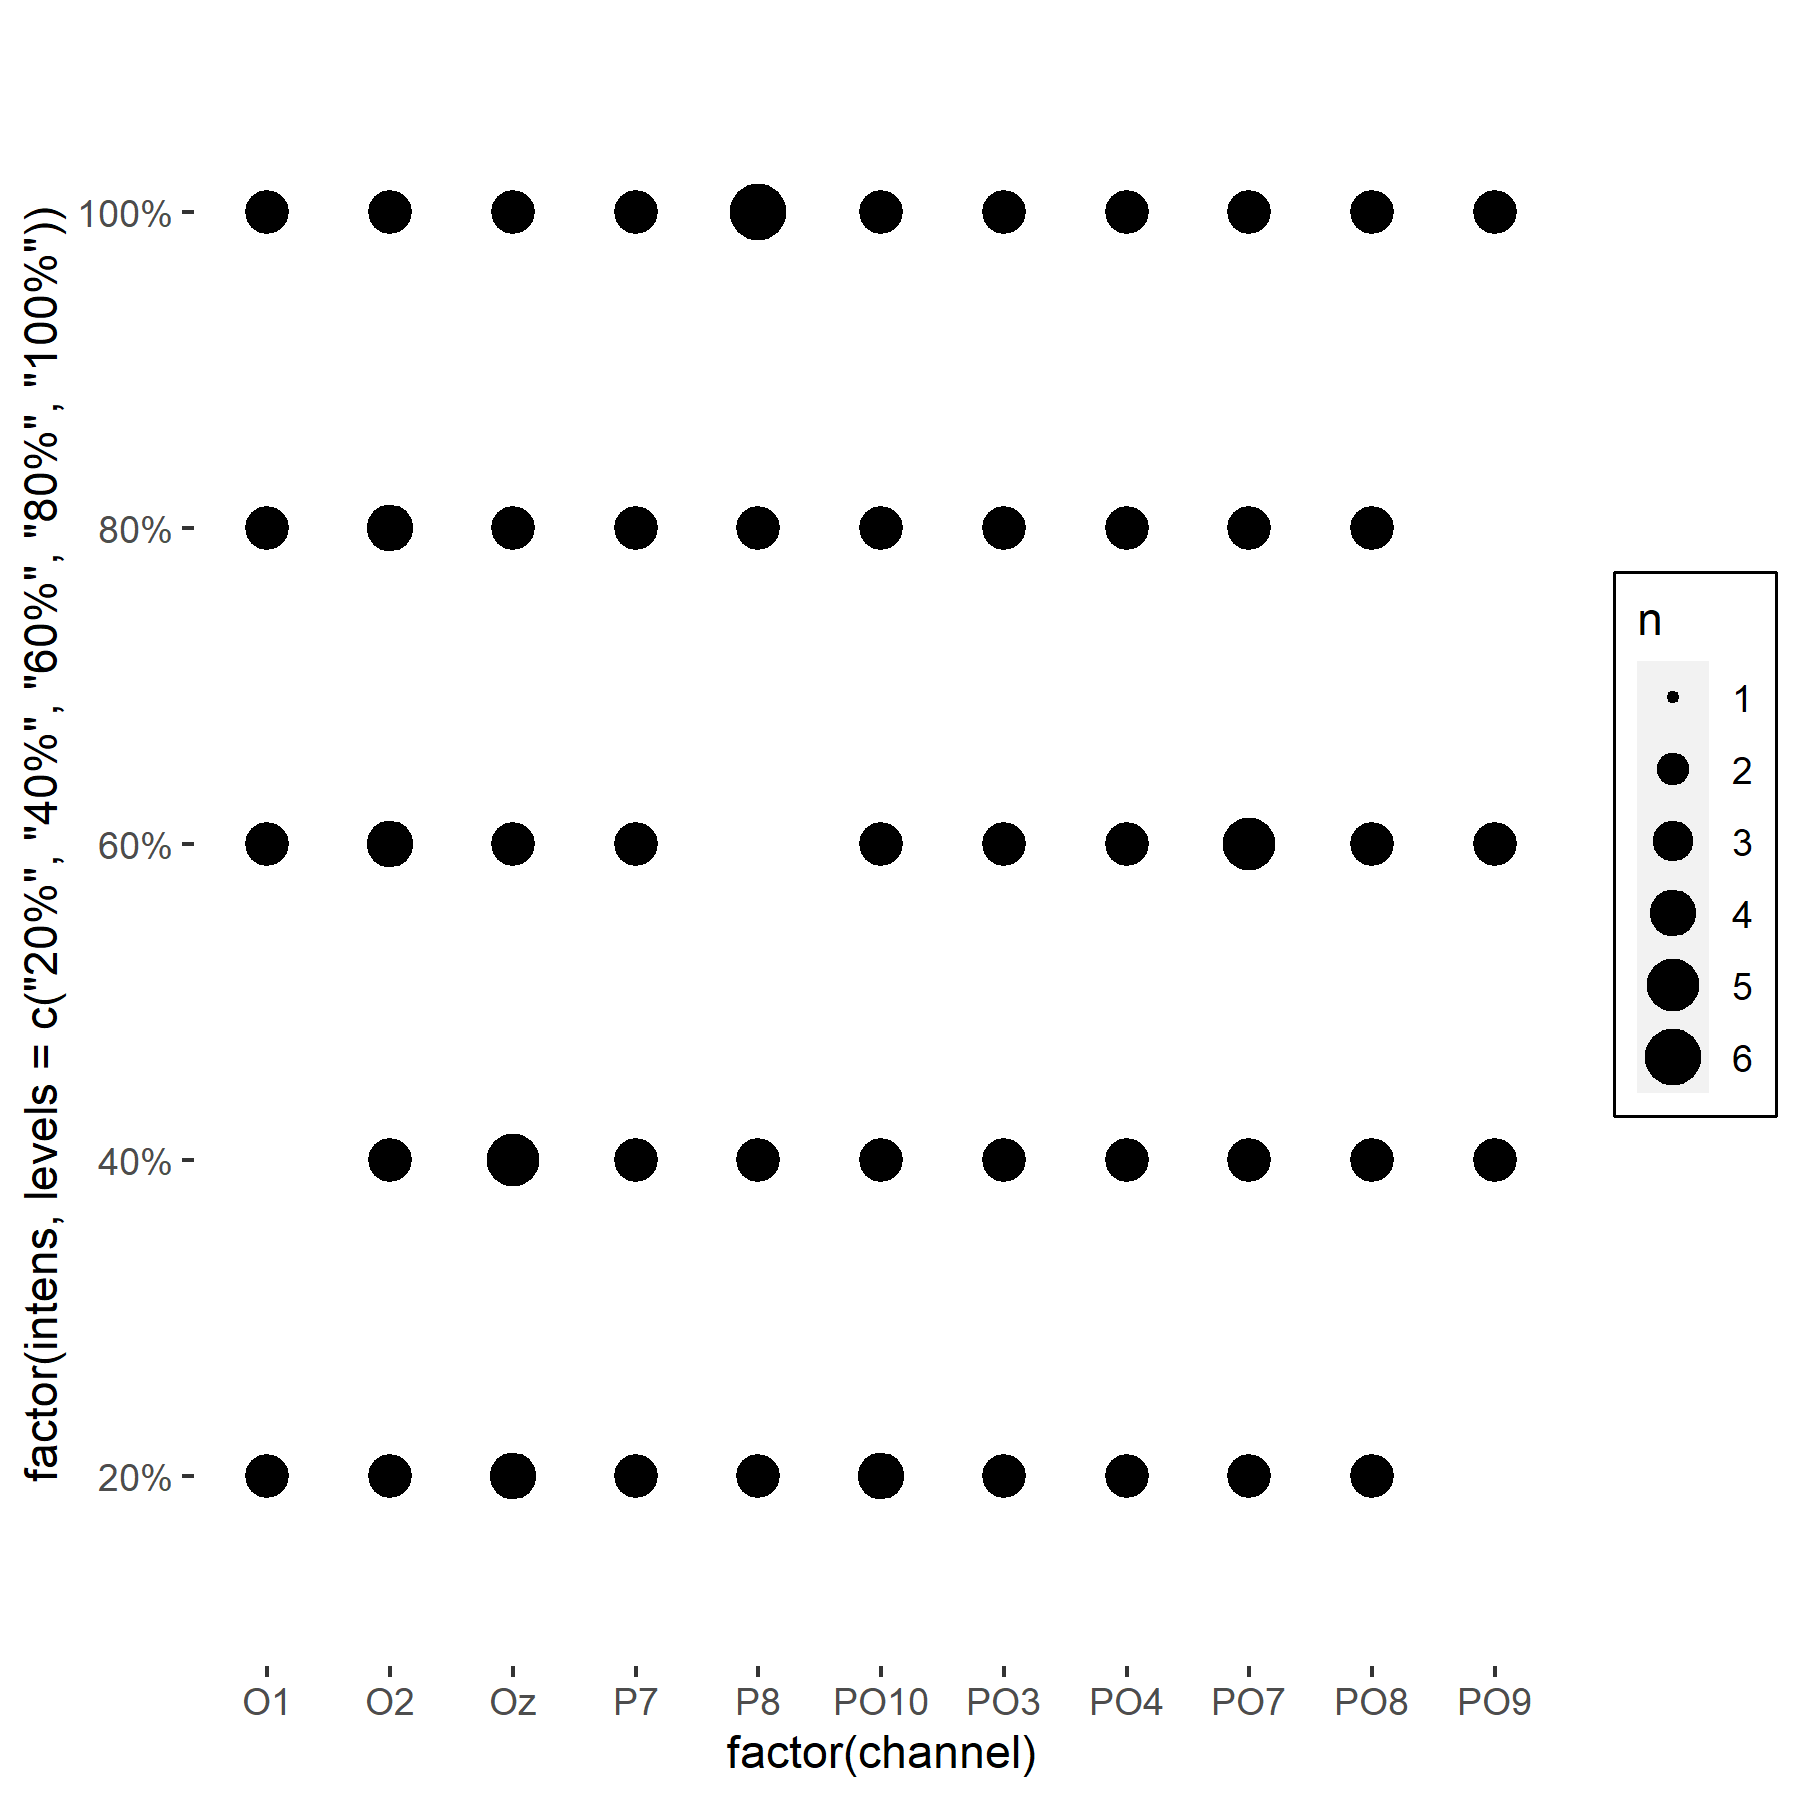 factor(intens, levels = c("20%", "40%", "60%", "80%", "100%"))
100%
80%
60%
40%
20%
O1 O2 Oz P7 P8 PO10 PO3 PO4 PO7 PO8 PO9
factor(channel)
n
1
2
3
4
5
6